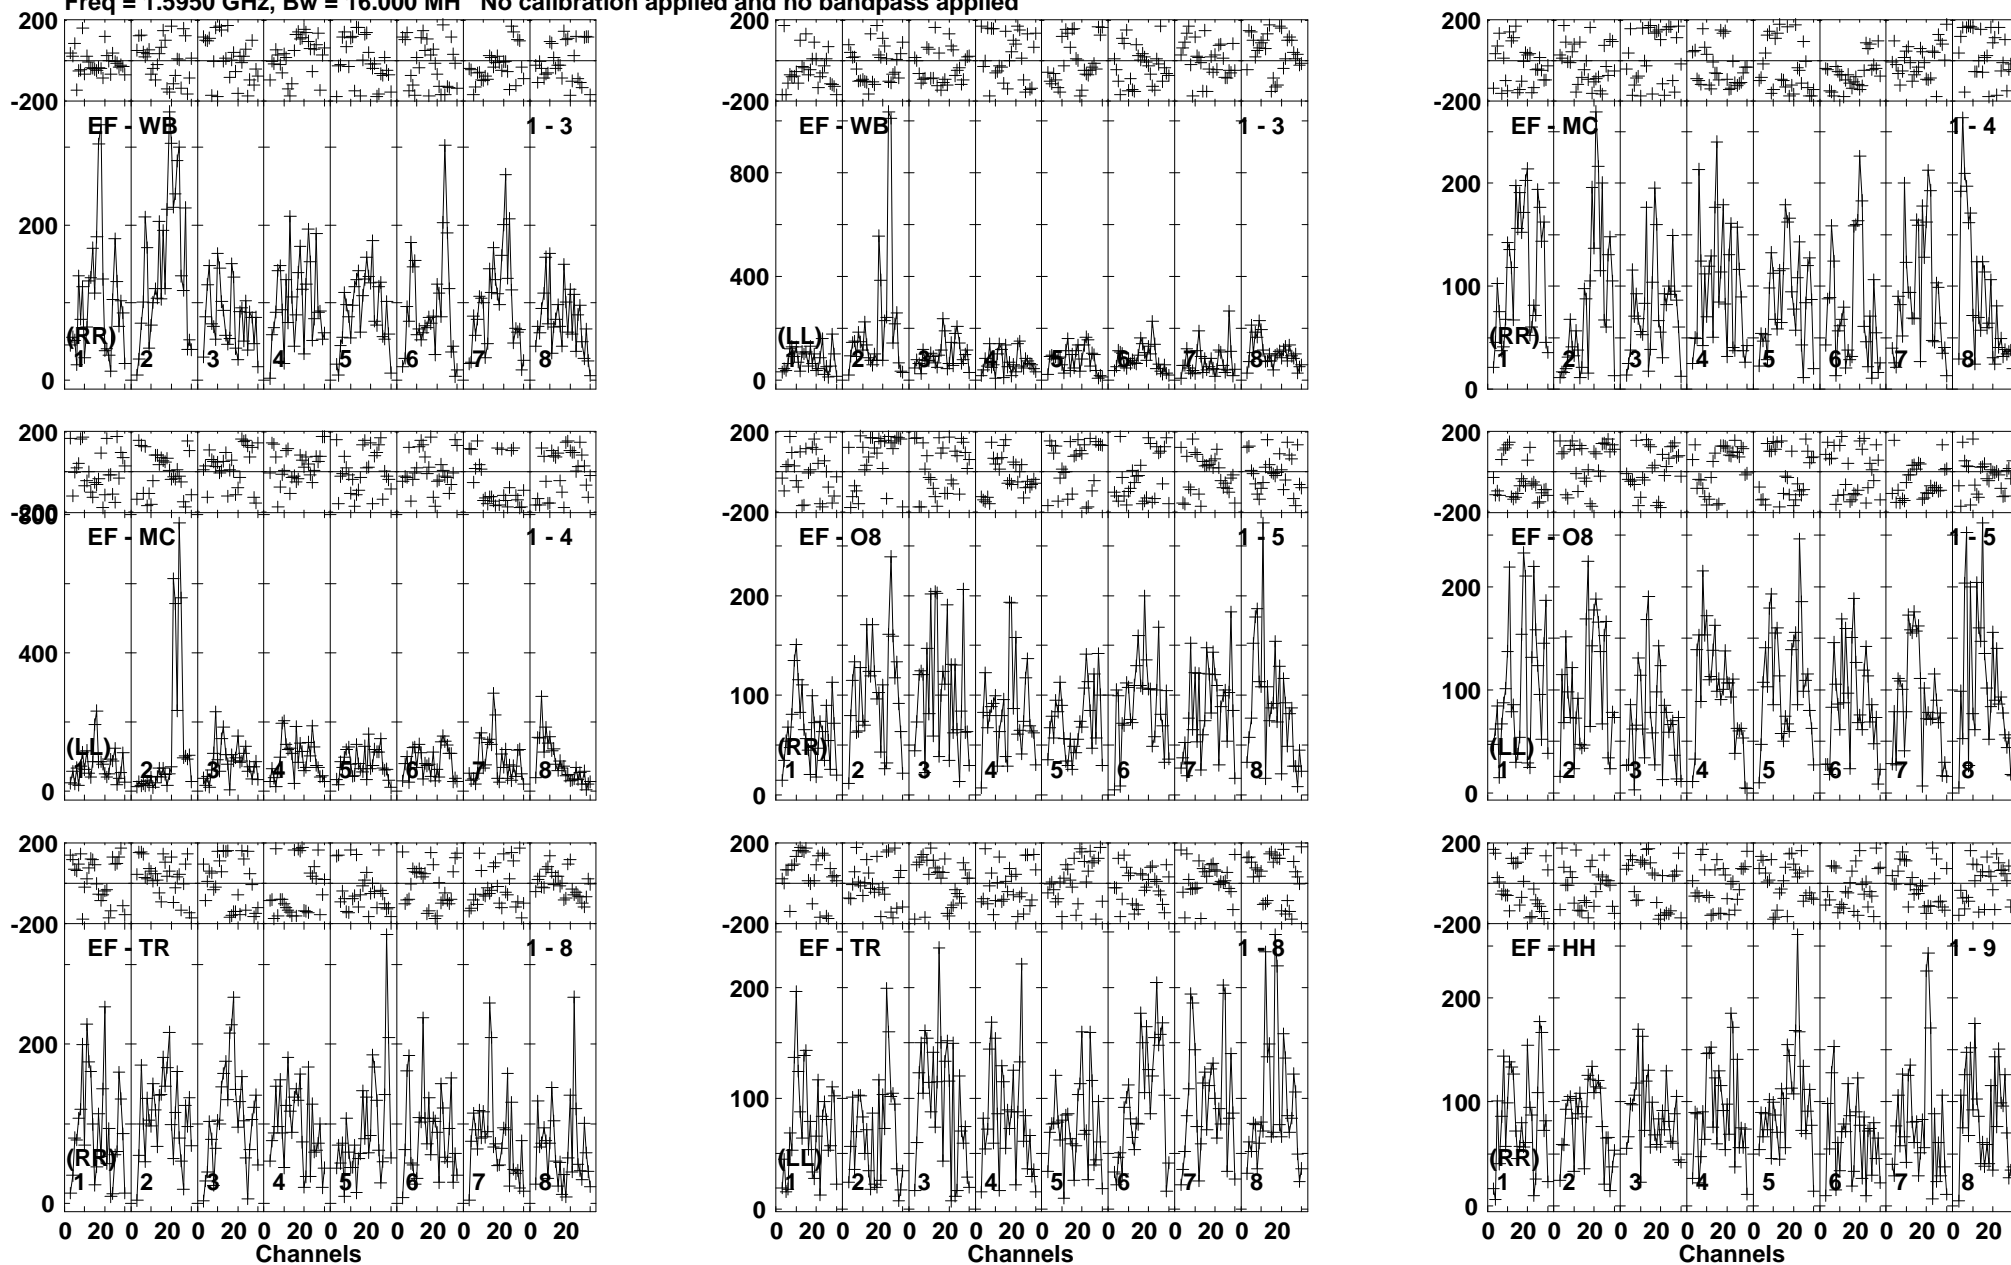 Freq = 1.5950 GHz, Bw = 16.000 MH No calibration applied and no bandpass applied
200 200 200
-200 -200 -200
EF - WB 1 - 3 EF - WB 1 - 3 EF - MC 1 - 4
800
200 200
400
100
(RR) (LL) (RR)
1 2 3 4 5 6 7 8 1 2 3 4 5 6 7 8 1 2 3 4 5 6 7 8
0 0 0
200 200 200
-200 -200 -200
800
EF - MC 1 - 4 EF - O8 1 - 5 EF - O8 1 - 5
400 200 200
100 100
(LL) (RR) (LL)
1 2 3 4 5 6 7 8 1 2 3 4 5 6 7 8 1 2 3 4 5 6 7 8
0 0 0
200 200 200
-200 -200 -200
EF - TR 1 - 8 EF - TR 1 - 8 EF - HH 1 - 9
200 200 200
100 100
(RR) (LL) (RR)
1 2 3 4 5 6 7 8 1 2 3 4 5 6 7 8 1 2 3 4 5 6 7 8
0 0 0
0 20 0 20 0 20 0 20 0 20 0 20 0 20 0 20 0 20 0 20 0 20 0 20 0 20 0 20 0 20 0 20 0 20 0 20 0 20 0 20 0 20 0 20 0 20 0 20
Channels Channels Channels